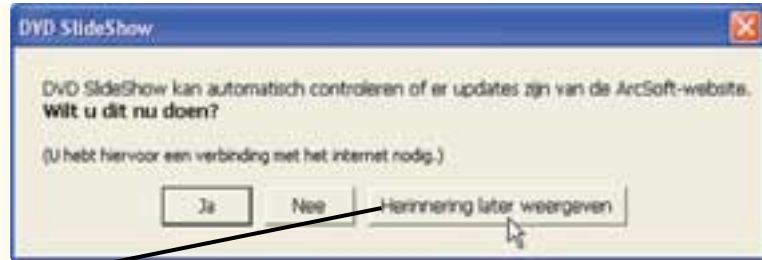 DVD SlideShow
DVD SlideShow kan automatisch controleren of er updates zijn van de ArcSoft-website.
Wilt u dit nu doen?
(U hebt hiervoor een verbinding met het internet nodig.)
Ja Nee Herinnering later weergeven